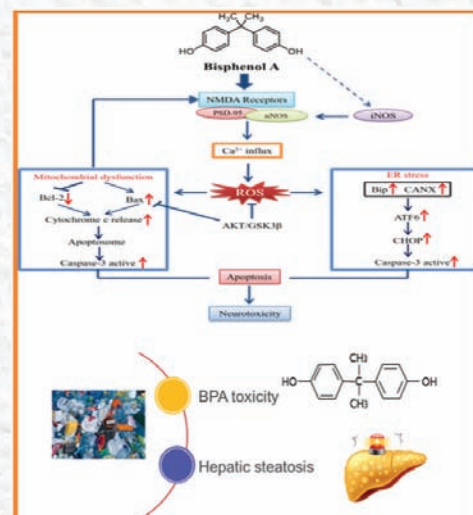 H₃C CH₃
HO OH
Bisphenol A
NMDA Receptors
PSD-95 nNOS iNOS
Ca²⁺ influx
Mitochondrial dysfunction
Bcl-2 Bax
Cytochrome c release
Apoptosome
Caspase-3 active
ROS
AKT/GSK3β
ER stress
Bip CANX
ATF6
CHOP
Caspase-3 active
Apoptosis
Neurotoxicity
BPA toxicity
CH₃
HO OH
CH₃
Hepatic steatosis